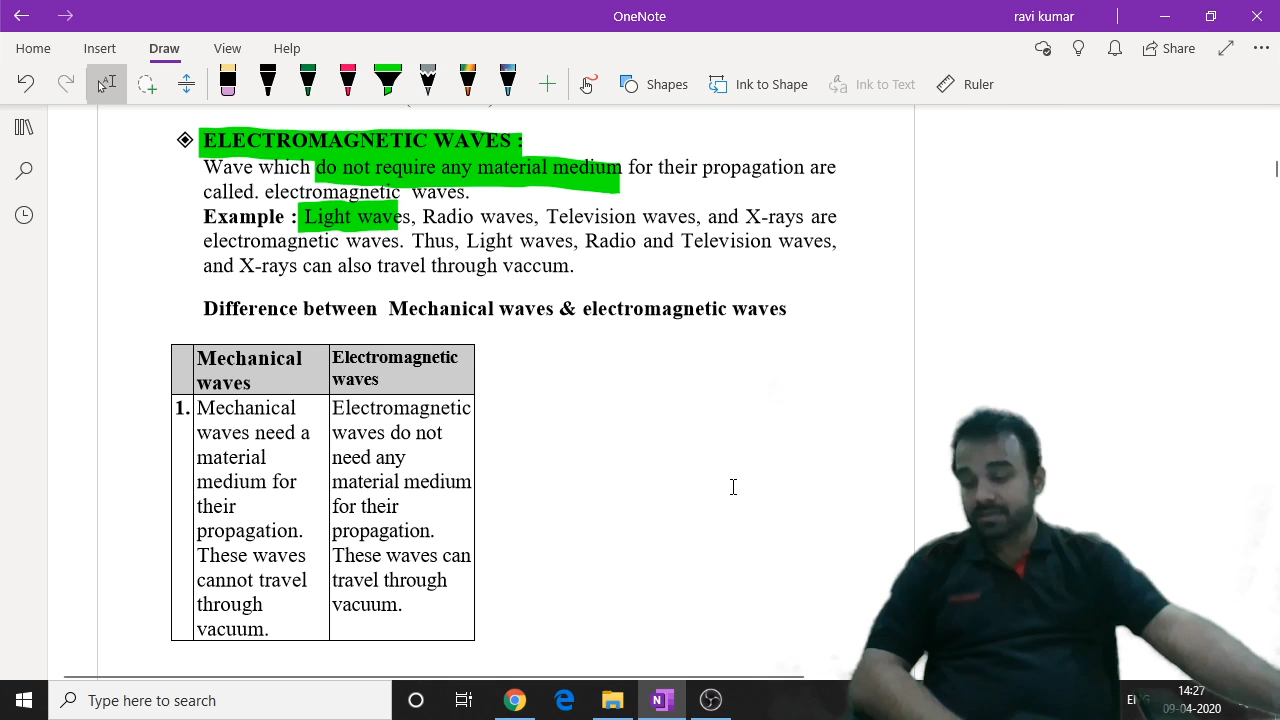 OneNote
ravi kumar
Home Insert Draw View Help
Share
Shapes
Ink to Shape
Ink to Text
Ruler
ELECTROMAGNETIC WAVES :
Wave which do not require any material medium for their propagation are
called. electromagnetic waves.
Example : Light waves, Radio waves, Television waves, and X-rays are
electromagnetic waves. Thus, Light waves, Radio and Television waves,
and X-rays can also travel through vaccum.
Difference between Mechanical waves & electromagnetic waves
Mechanical
waves
Electromagnetic
waves
1.
Mechanical
waves need a
material
medium for
their
propagation.
These waves
cannot travel
through
vacuum.
Electromagnetic
waves do not
need any
material medium
for their
propagation.
These waves can
travel through
vacuum.
Type here to search
14:27
09-04-2020